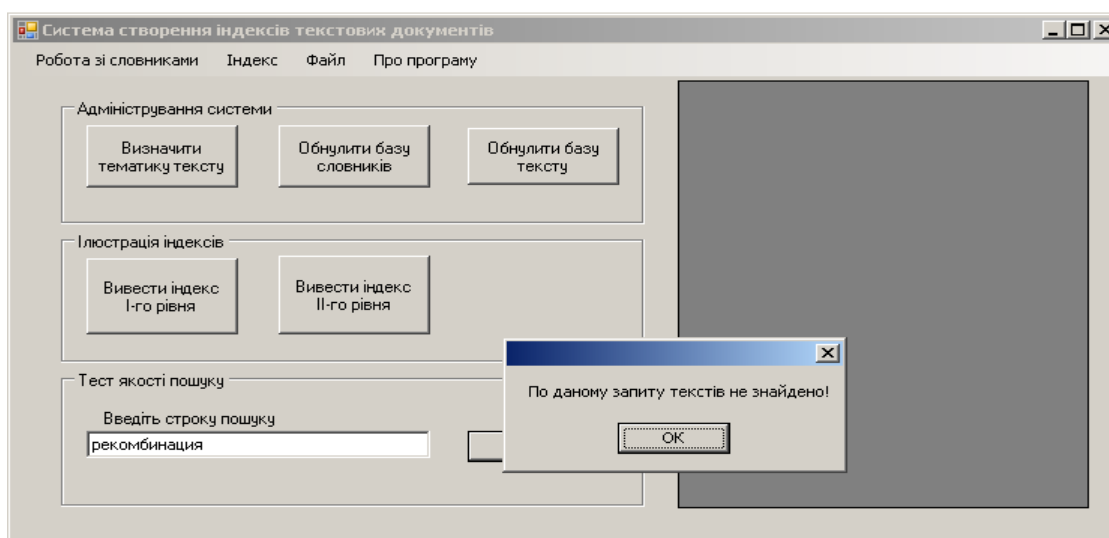 Система створення індексів текстових документів
Робота зі словниками Індекс Файл Про програму
Адміністрування системи
Визначити
тематику тексту
Обнулити базу
словників
Обнулити базу
тексту
Ілюстрація індексів
Вивести індекс
І-го рівня
Вивести індекс
ІІ-го рівня
Тест якості пошуку
Введіть строку пошуку
рекомбинация
По даному запиту текстів не знайдено!
OK